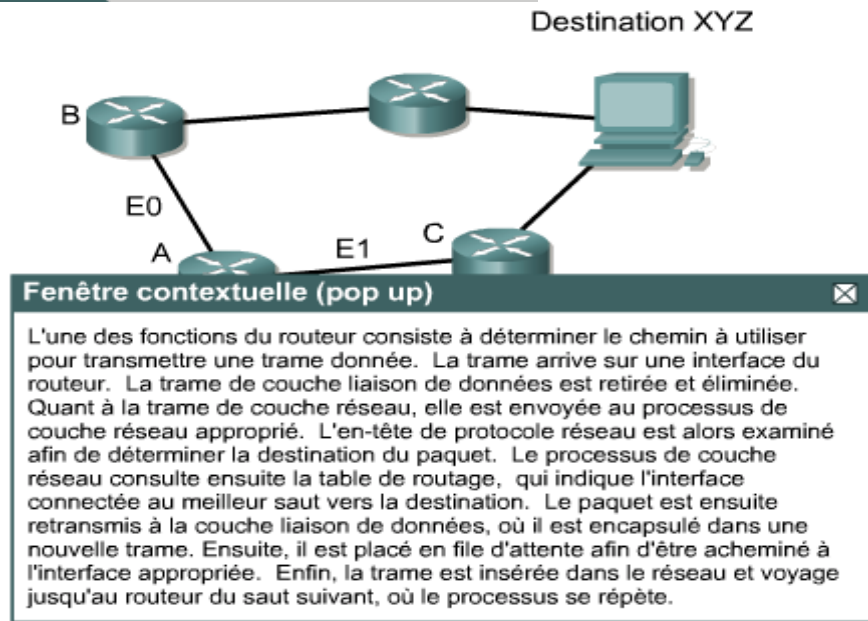 Destination XYZ
B
E0
A
E1
C
Fenêtre contextuelle (pop up)
L'une des fonctions du routeur consiste à déterminer le chemin à utiliser
pour transmettre une trame donnée. La trame arrive sur une interface du
routeur. La trame de couche liaison de données est retirée et éliminée.
Quant à la trame de couche réseau, elle est envoyée au processus de
couche réseau approprié. L'en-tête de protocole réseau est alors examiné
afin de déterminer la destination du paquet. Le processus de couche
réseau consulte ensuite la table de routage, qui indique l'interface
connectée au meilleur saut vers la destination. Le paquet est ensuite
retransmis à la couche liaison de données, où il est encapsulé dans une
nouvelle trame. Ensuite, il est placé en file d'attente afin d'être acheminé à
l'interface appropriée. Enfin, la trame est insérée dans le réseau et voyage
jusqu'au routeur du saut suivant, où le processus se répète.